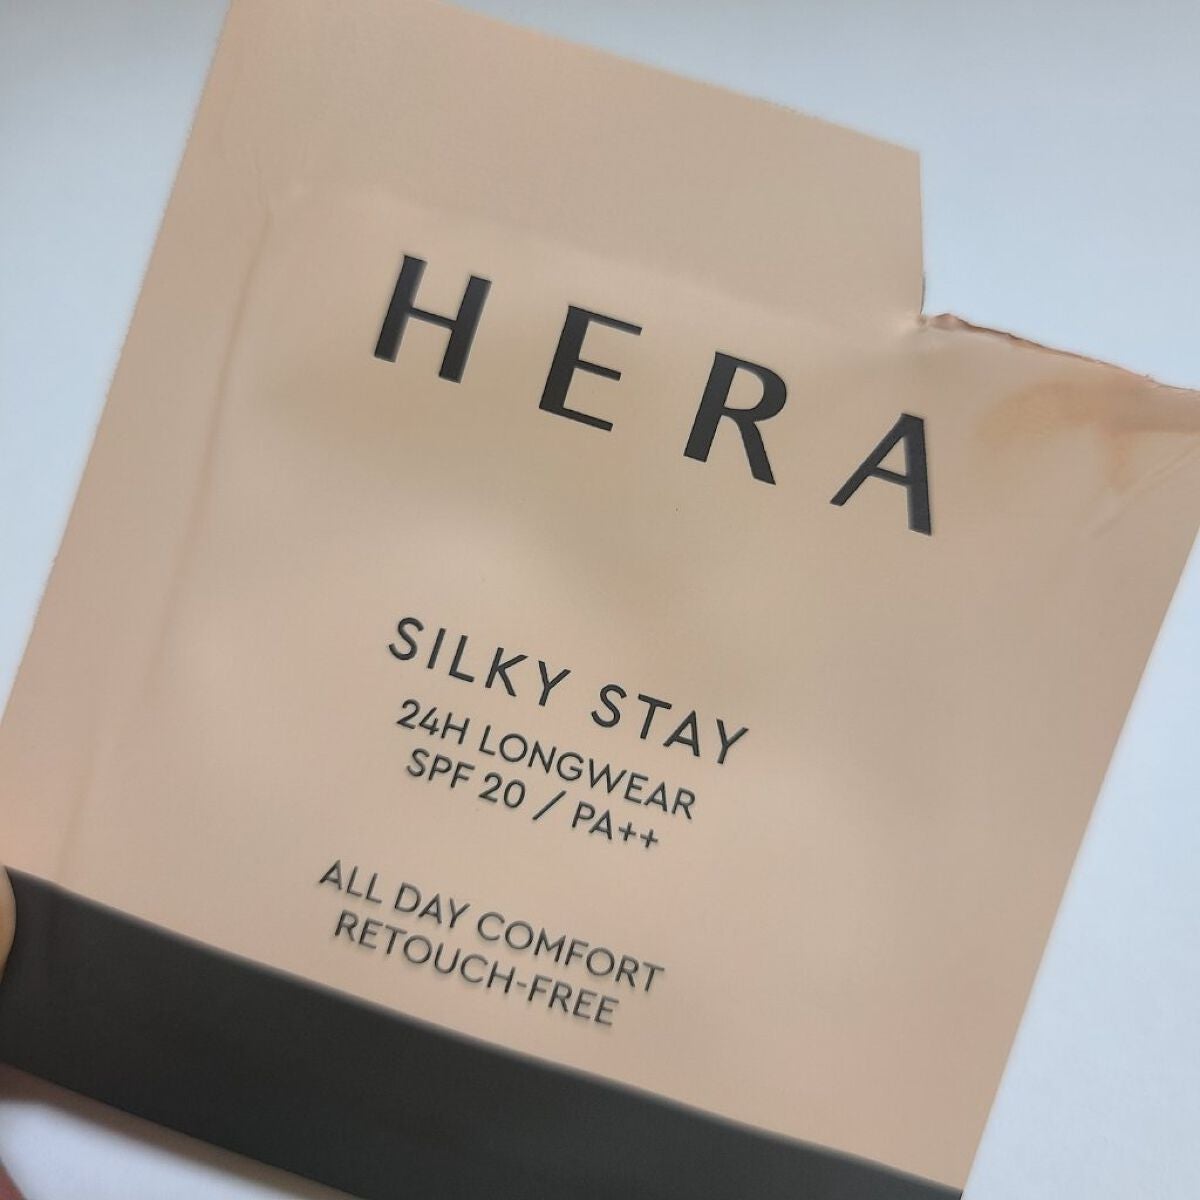 HERA
SILKY STAY
24H LONGWEAR
SPF 20 / PA++
ALL DAY COMFORT
RETOUCH-FREE